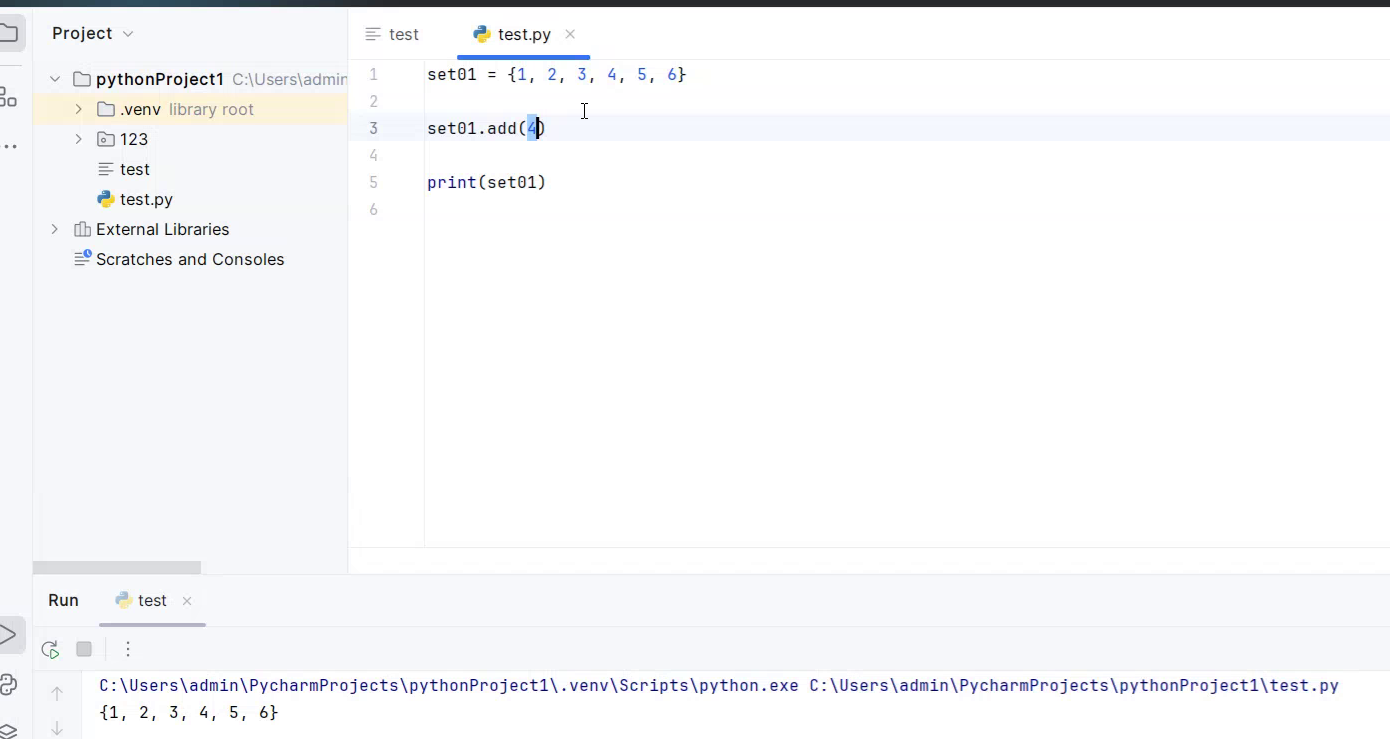 Project
pythonProject1 C:\Users\admin
.venv library root
123
test
test.py
External Libraries
Scratches and Consoles
test
test.py
1 set01 = {1, 2, 3, 4, 5, 6}
2
3 set01.add(4)
4
5 print(set01)
6
Run
test
C:\Users\admin\PycharmProjects\pythonProject1\.venv\Scripts\python.exe C:\Users\admin\PycharmProjects\pythonProject1\test.py
{1, 2, 3, 4, 5, 6}